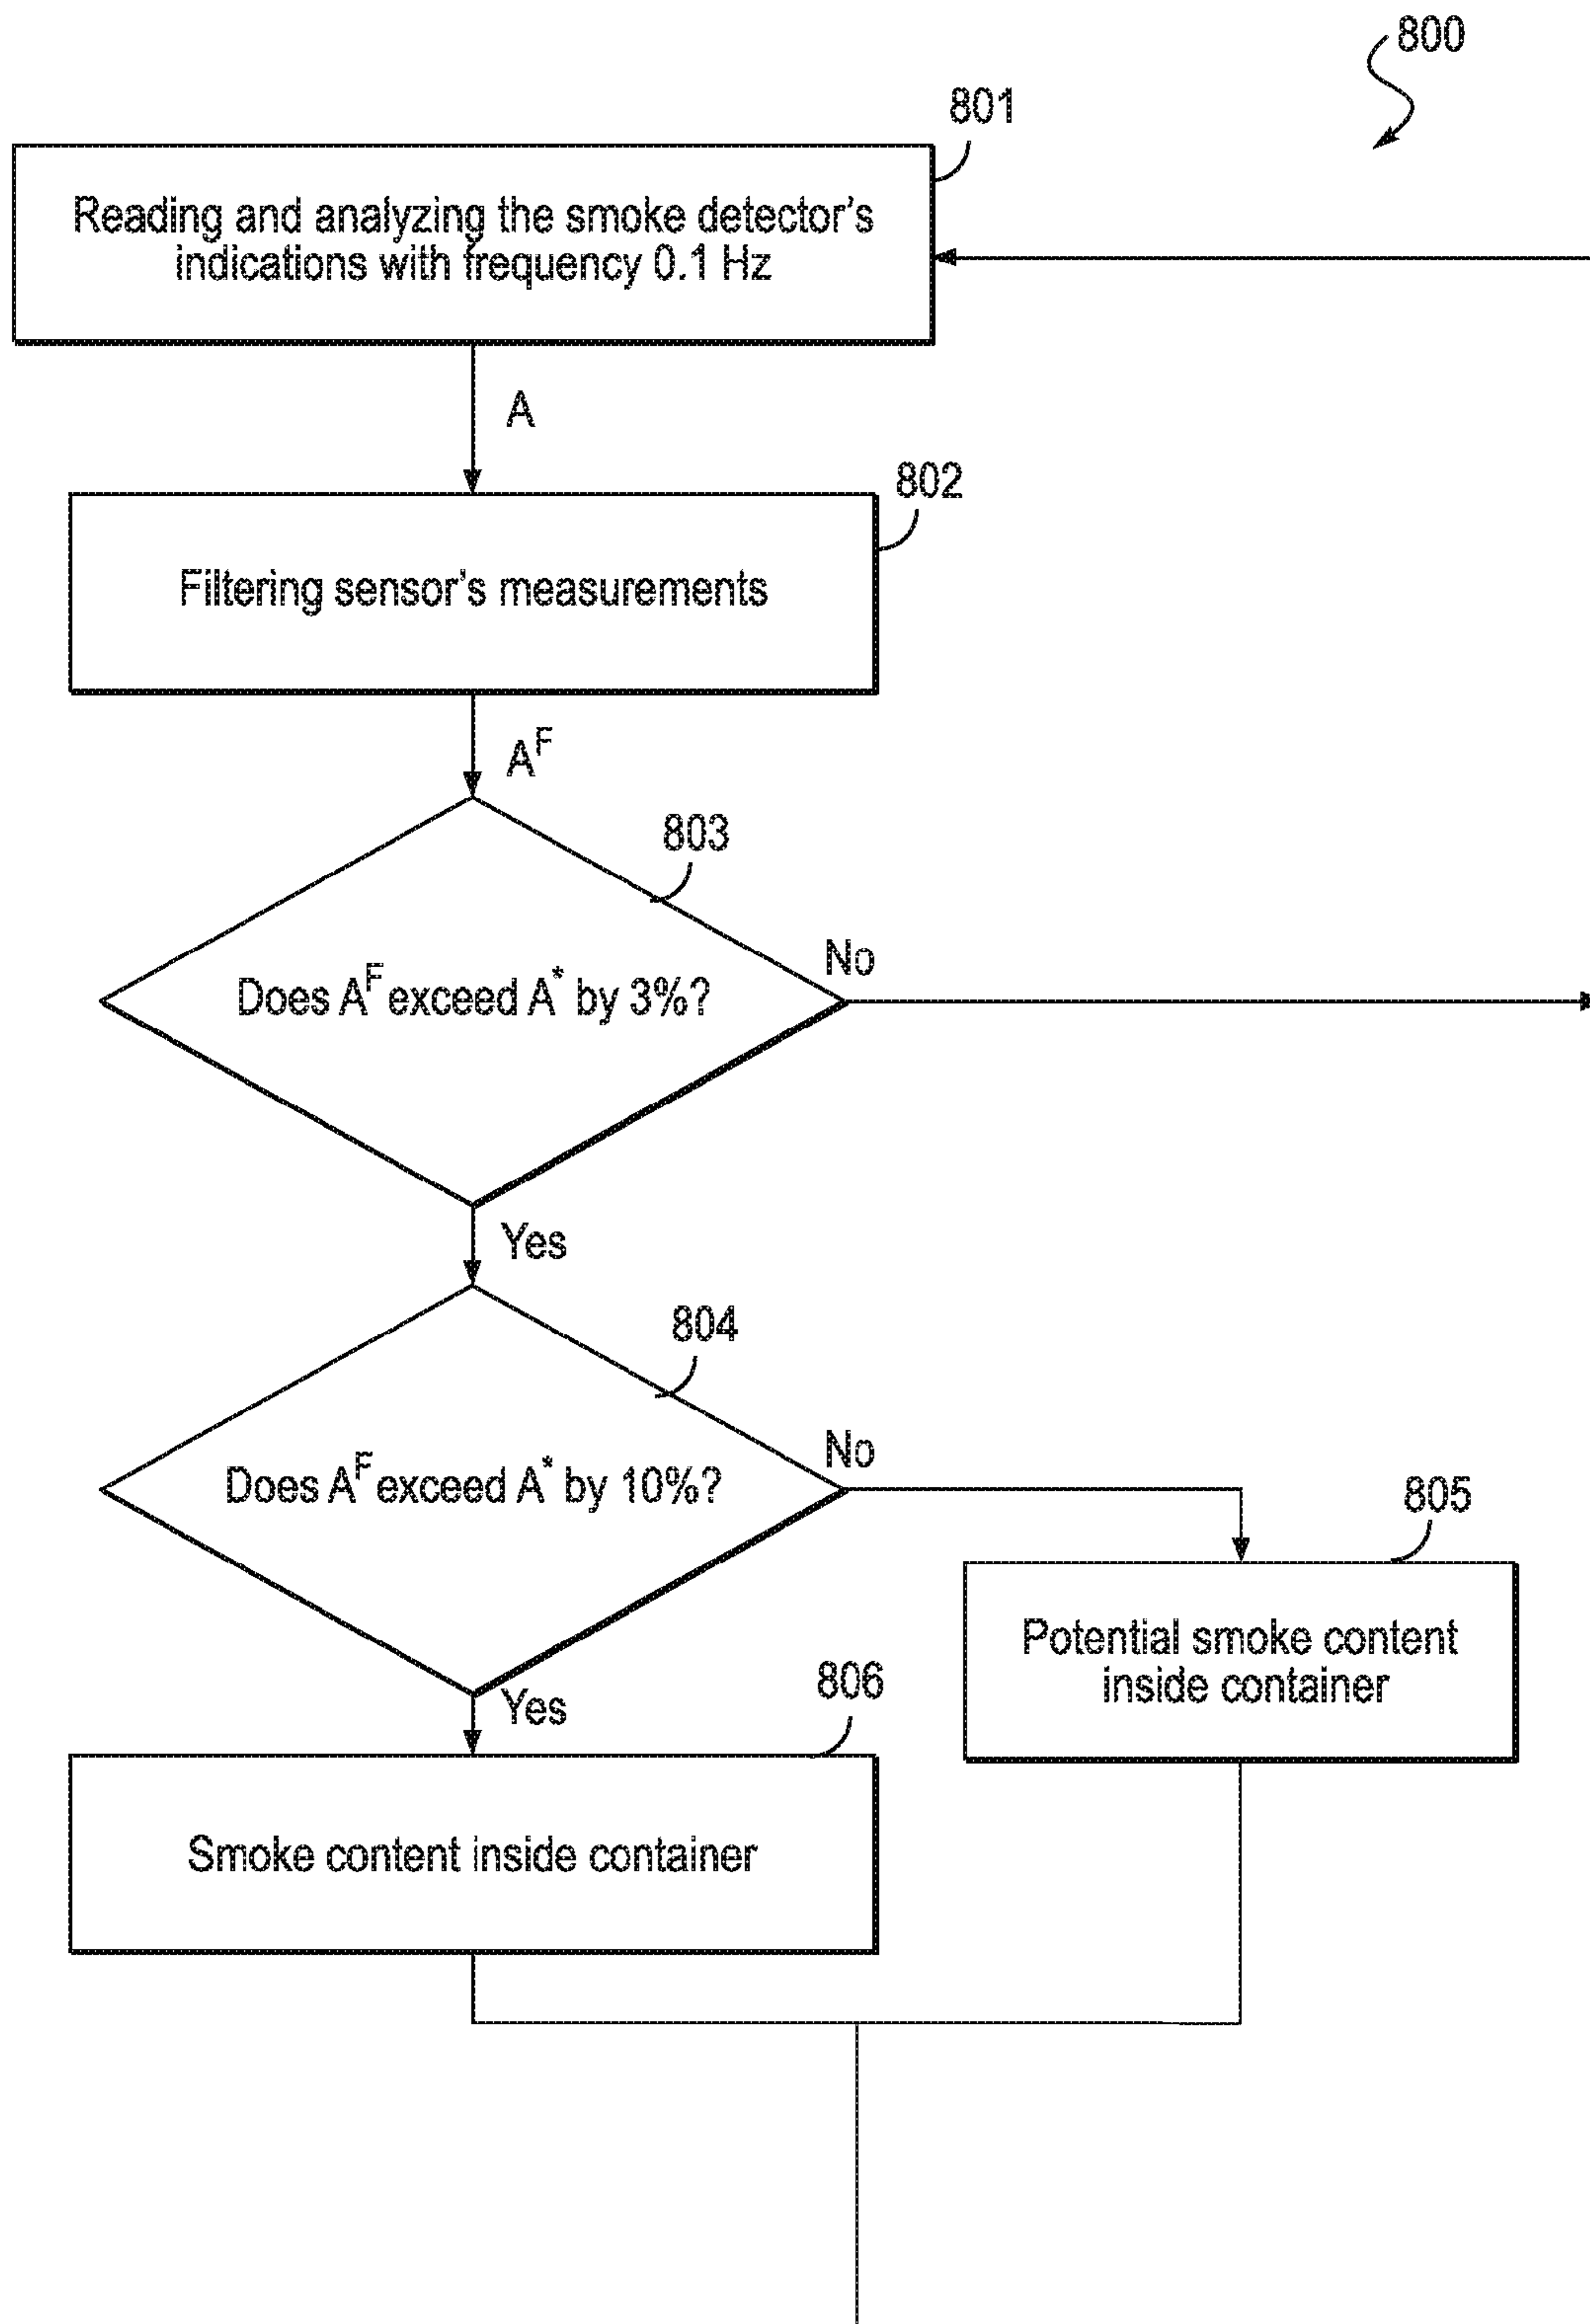 800
801
Reading and analyzing the smoke detector's
indications with frequency 0.1 Hz
A
802
Filtering sensor's measurements
A^F
803
Does A^F exceed A* by 3%?
No
Yes
804
Does A^F exceed A* by 10%?
No
805
Potential smoke content
inside container
Yes
806
Smoke content inside container